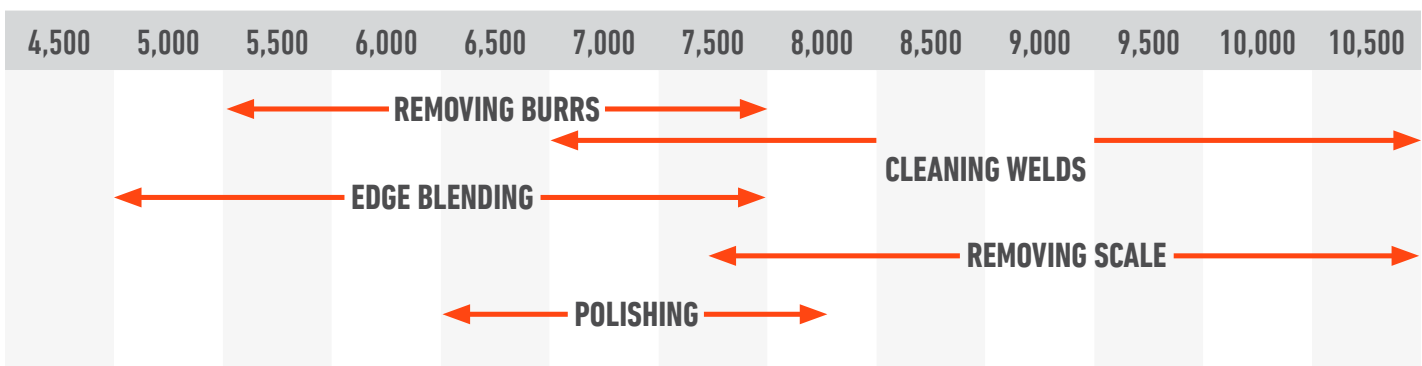 4,500 5,000 5,500 6,000 6,500 7,000 7,500 8,000 8,500 9,000 9,500 10,000 10,500
REMOVING BURRS
CLEANING WELDS
EDGE BLENDING
REMOVING SCALE
POLISHING